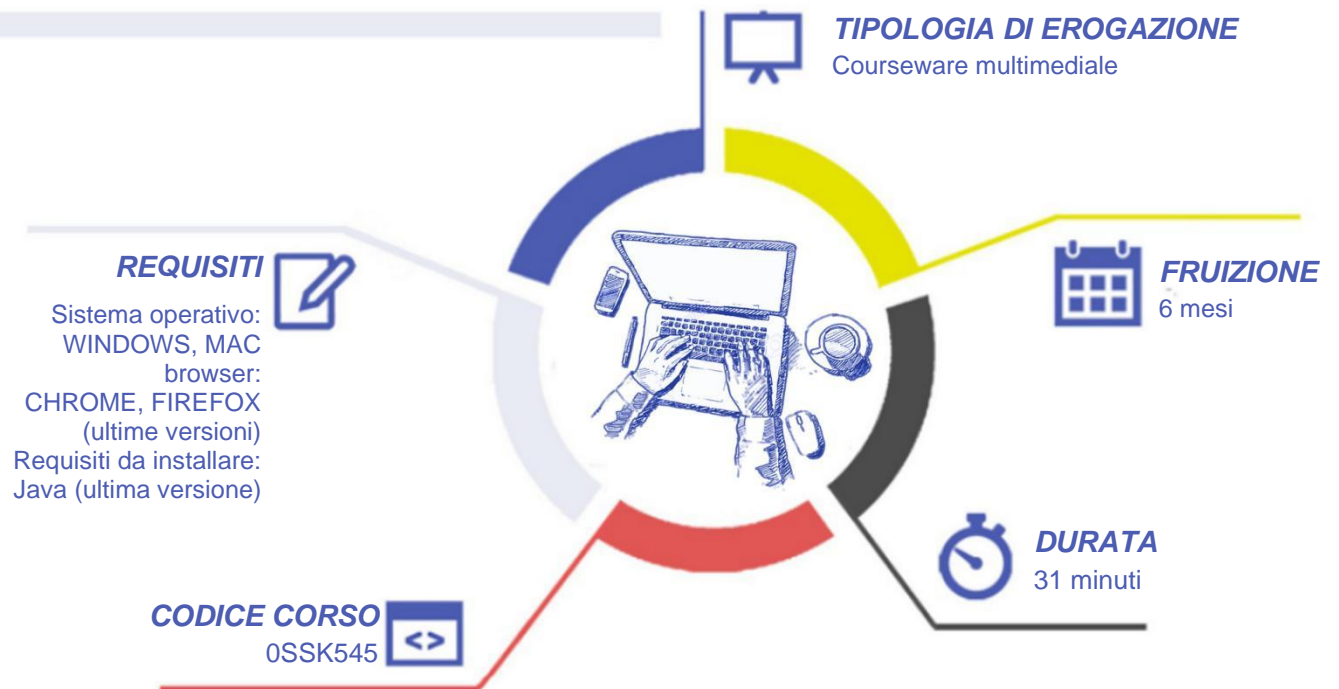 TIPOLOGIA DI EROGAZIONE
Courseware multimediale
REQUISITI
Sistema operativo:
WINDOWS, MAC
browser:
CHROME, FIREFOX
(ultime versioni)
Requisiti da installare:
Java (ultima versione)
FRUIZIONE
6 mesi
DURATA
31 minuti
CODICE CORSO
0SSK545